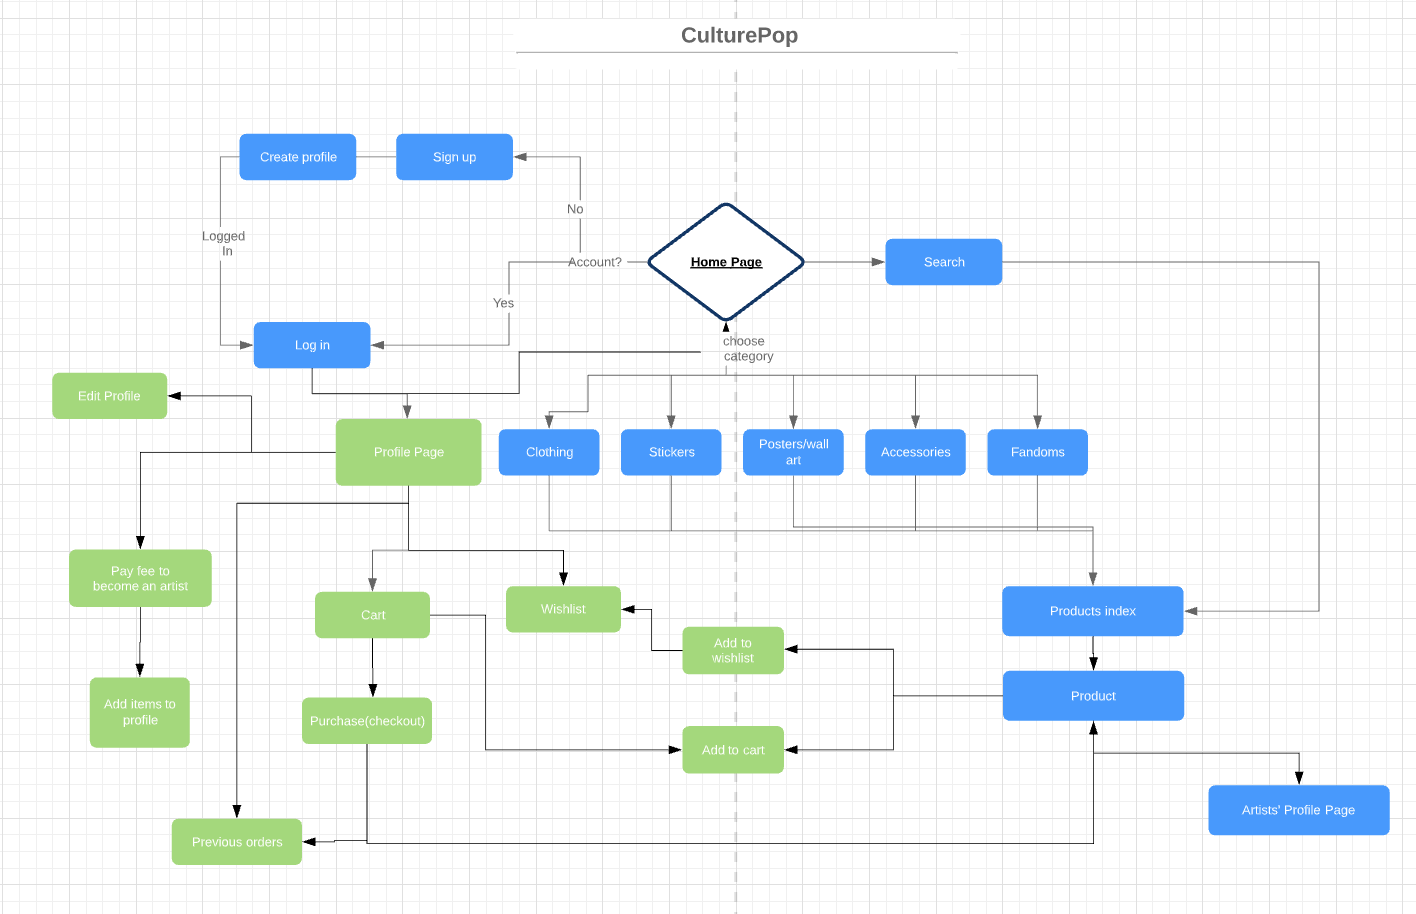 CulturePop
Create profile
Sign up
No
Logged
In
Account?
Home Page
Search
Yes
Log in
choose
category
Edit Profile
Profile Page
Clothing
Stickers
Posters/wall
art
Accessories
Fandoms
Pay fee to
become an artist
Cart
Wishlist
Products index
Add to
wishlist
Product
Add items to
profile
Purchase(checkout)
Add to cart
Artists' Profile Page
Previous orders